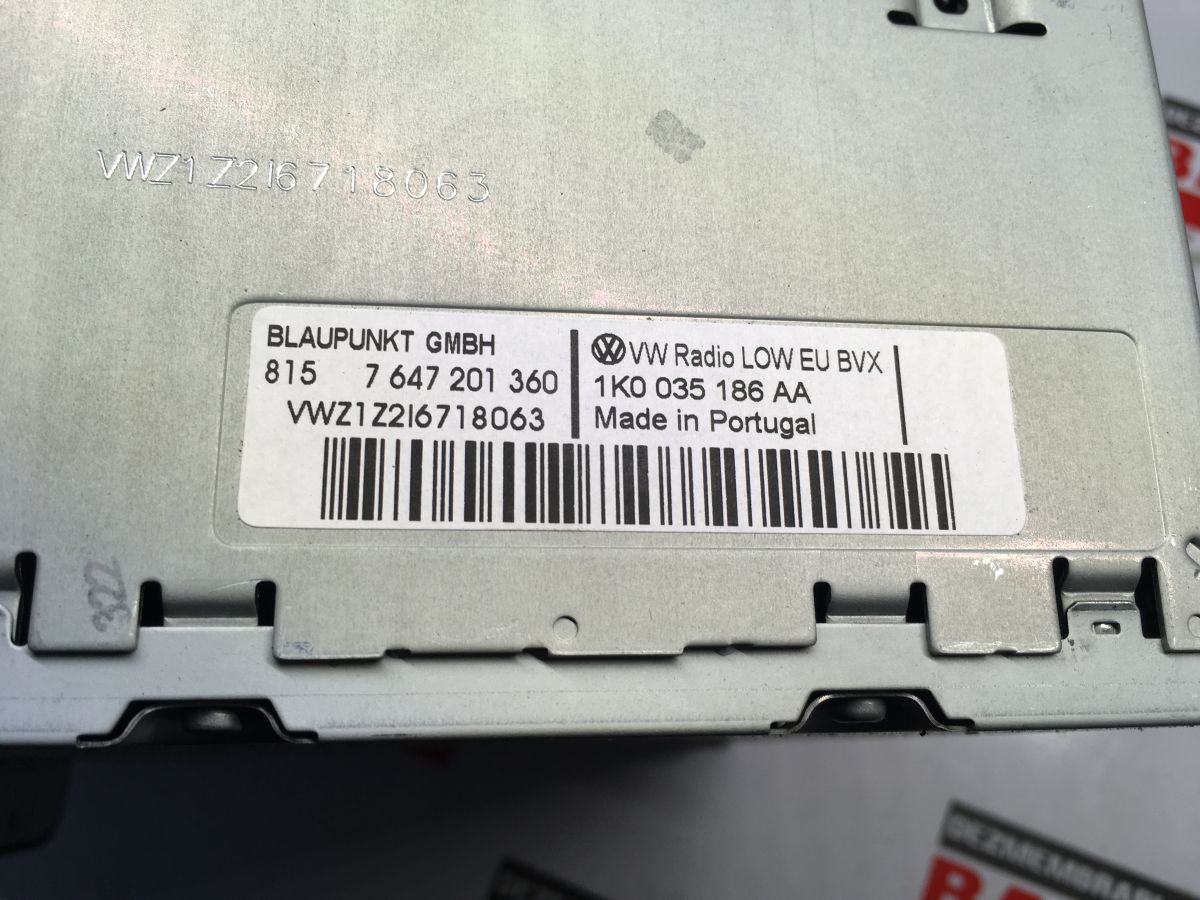 VWZ1Z2I6718063
BLAUPUNKT GMBH
815 7 647 201 360
VWZ1Z2I6718063
VW Radio LOW EU BVX
1K0 035 186 AA
Made in Portugal